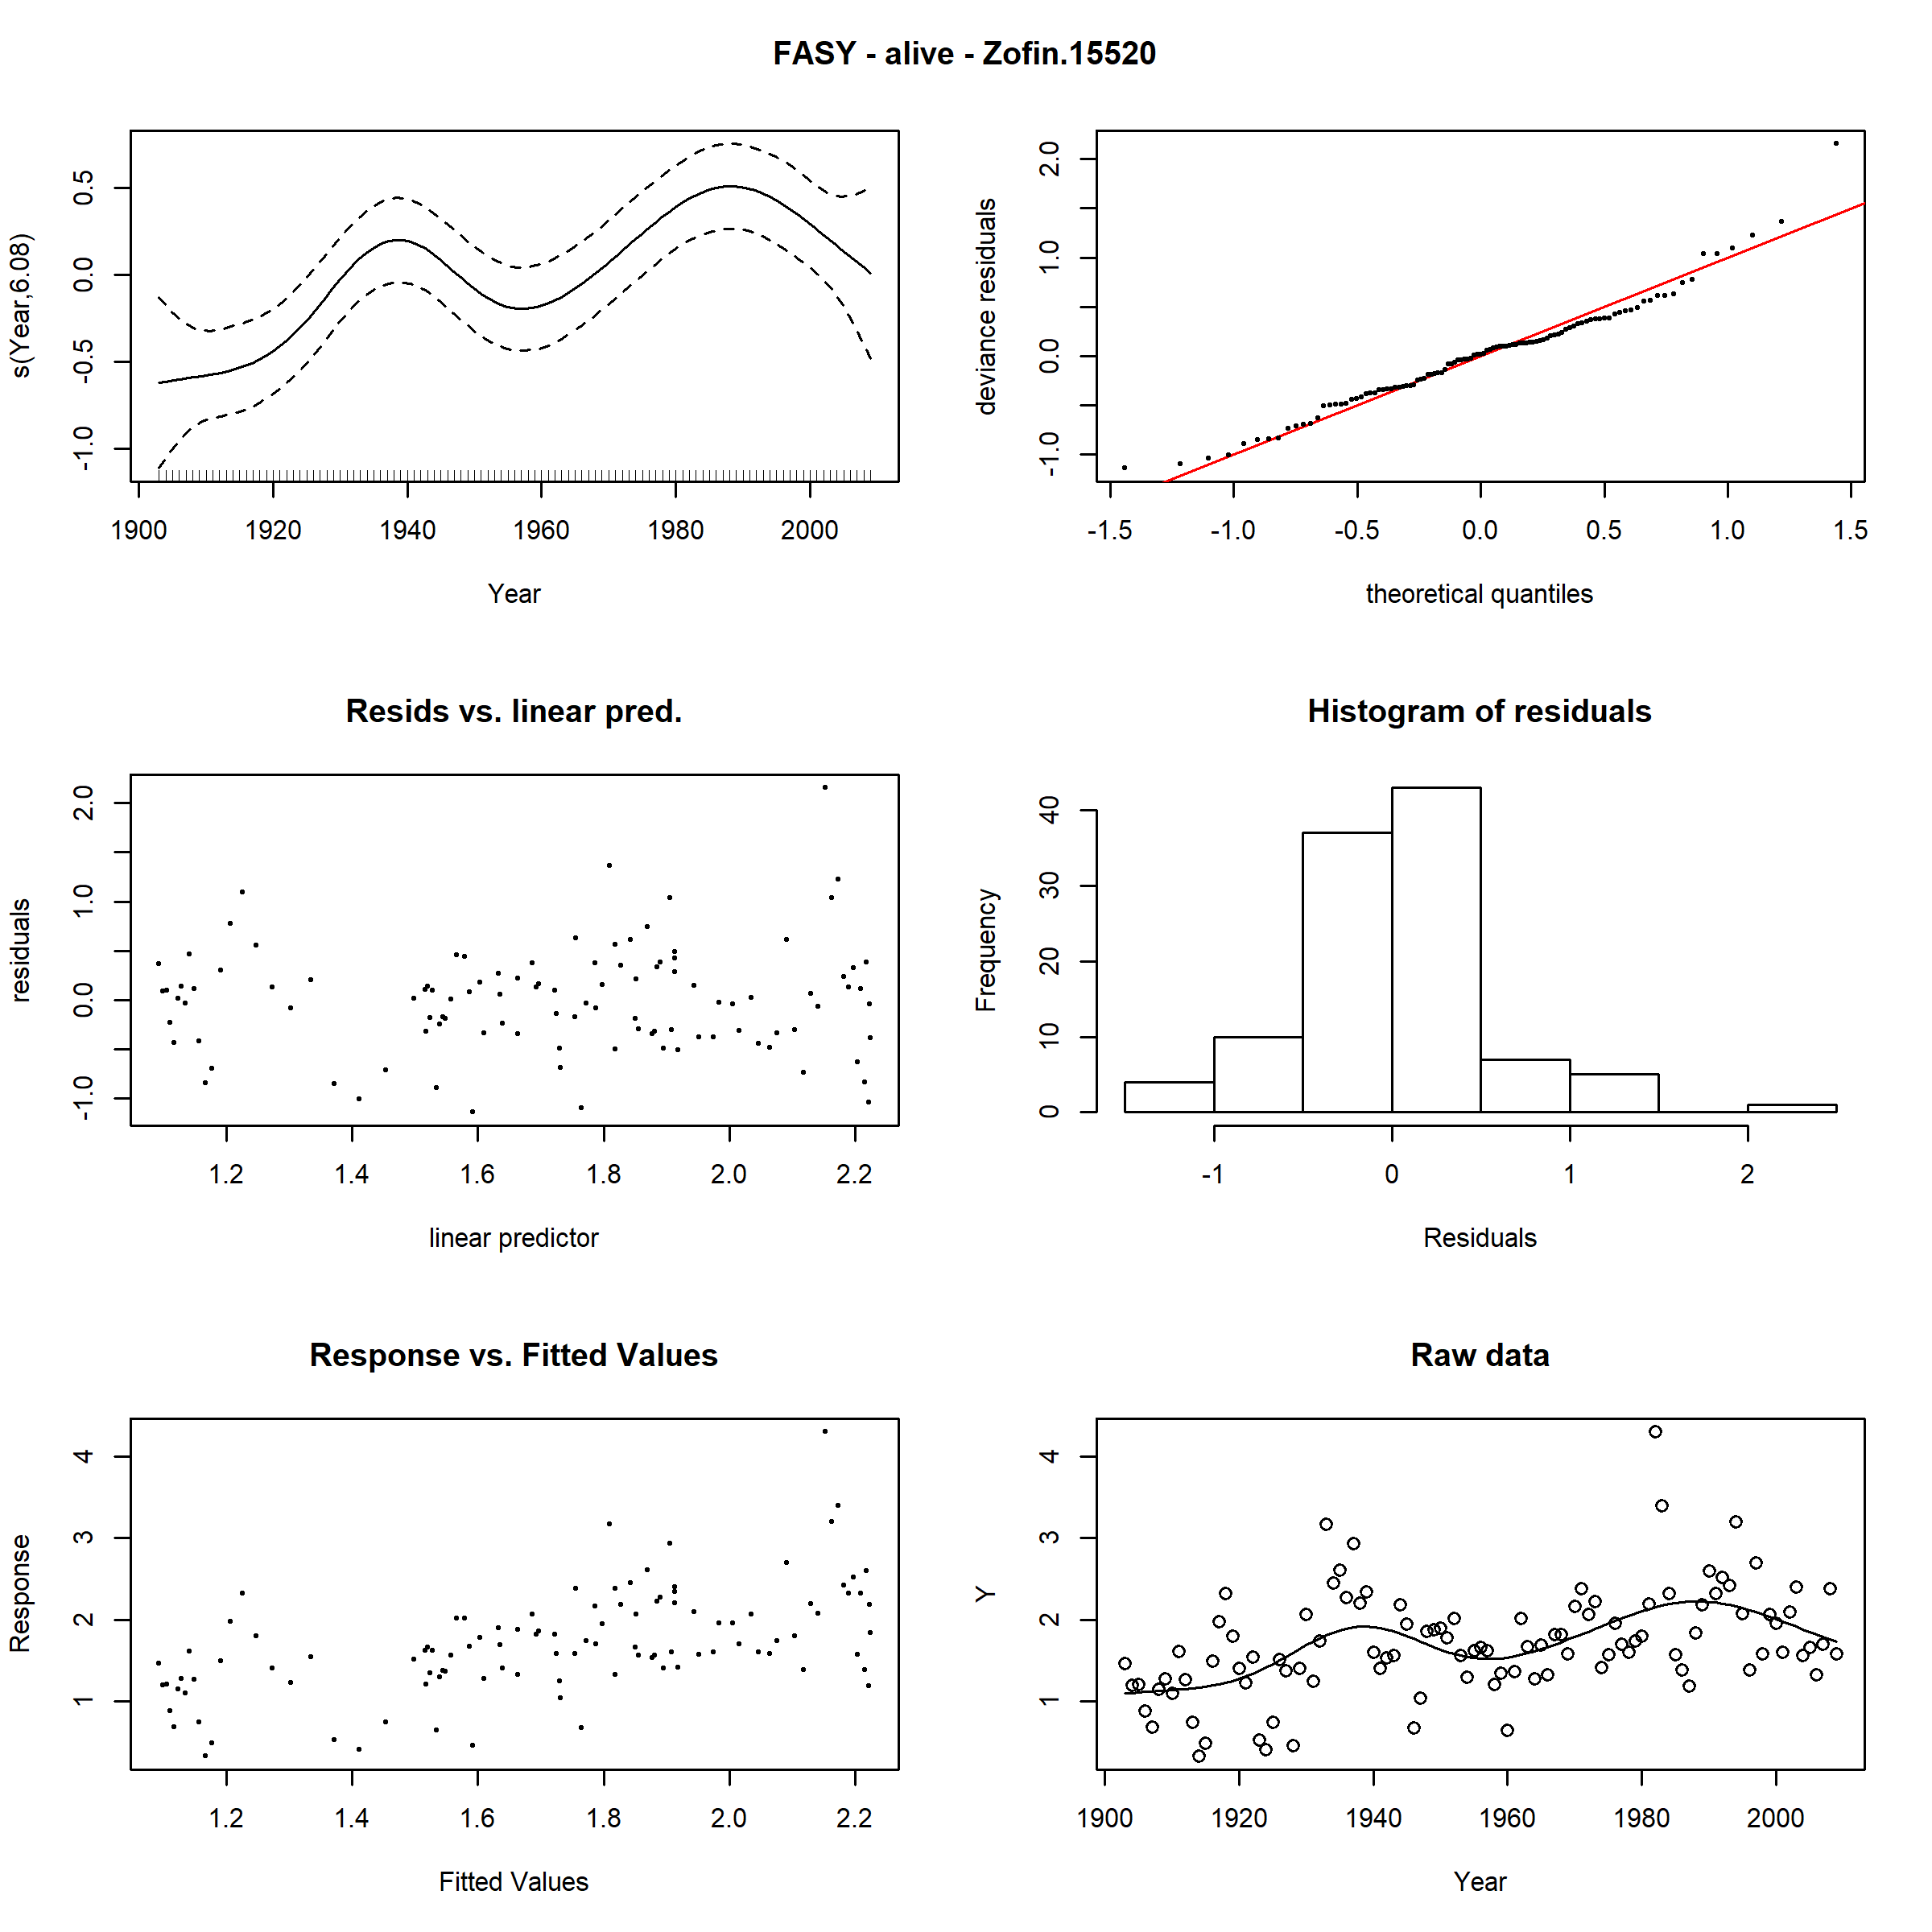 FASY - alive - Zofin.15520
s(Year,6.08)
0.5
0.0
-0.5
-1.0
1900 1920 1940 1960 1980 2000
Year
deviance residuals
2.0
1.0
0.0
-1.0
-1.5 -1.0 -0.5 0.0 0.5 1.0 1.5
theoretical quantiles
Resids vs. linear pred.
residuals
2.0
1.0
0.0
-1.0
1.2 1.4 1.6 1.8 2.0 2.2
linear predictor
Histogram of residuals
Frequency
40
30
20
10
0
-1 0 1 2
Residuals
Response vs. Fitted Values
Response
4
3
2
1
1.2 1.4 1.6 1.8 2.0 2.2
Fitted Values
Raw data
Y
4
3
2
1
1900 1920 1940 1960 1980 2000
Year